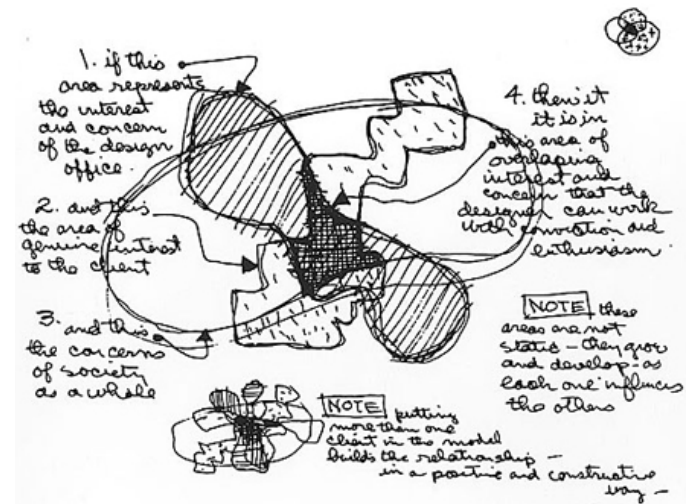 1. if this
area represents
the interest
and concern
of the design
office.
2. and this
the area of
genuine interest
to the client
3. and this
the concerns
of society
as a whole
4. then it
it is in
this area of
overlaping
interest and
concern that the
designer can work
with conviction and
enthusiasm
NOTE these
areas are not
static - they grow
and develop - as
each one influences
the others
NOTE putting
more than one
client in the model
builds the relationship -
in a positive and constructive
way -